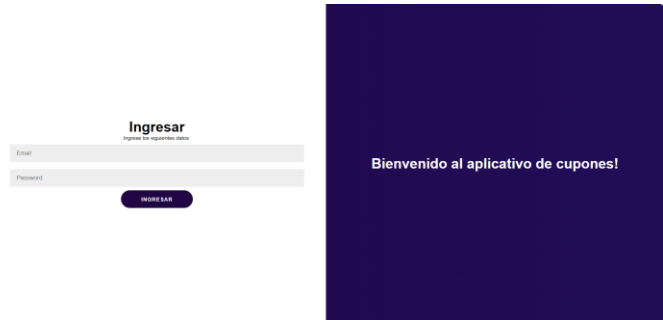 Ingresar
Ingrese los siguientes datos
Email
Password
INGRESAR
Bienvenido al aplicativo de cupones!